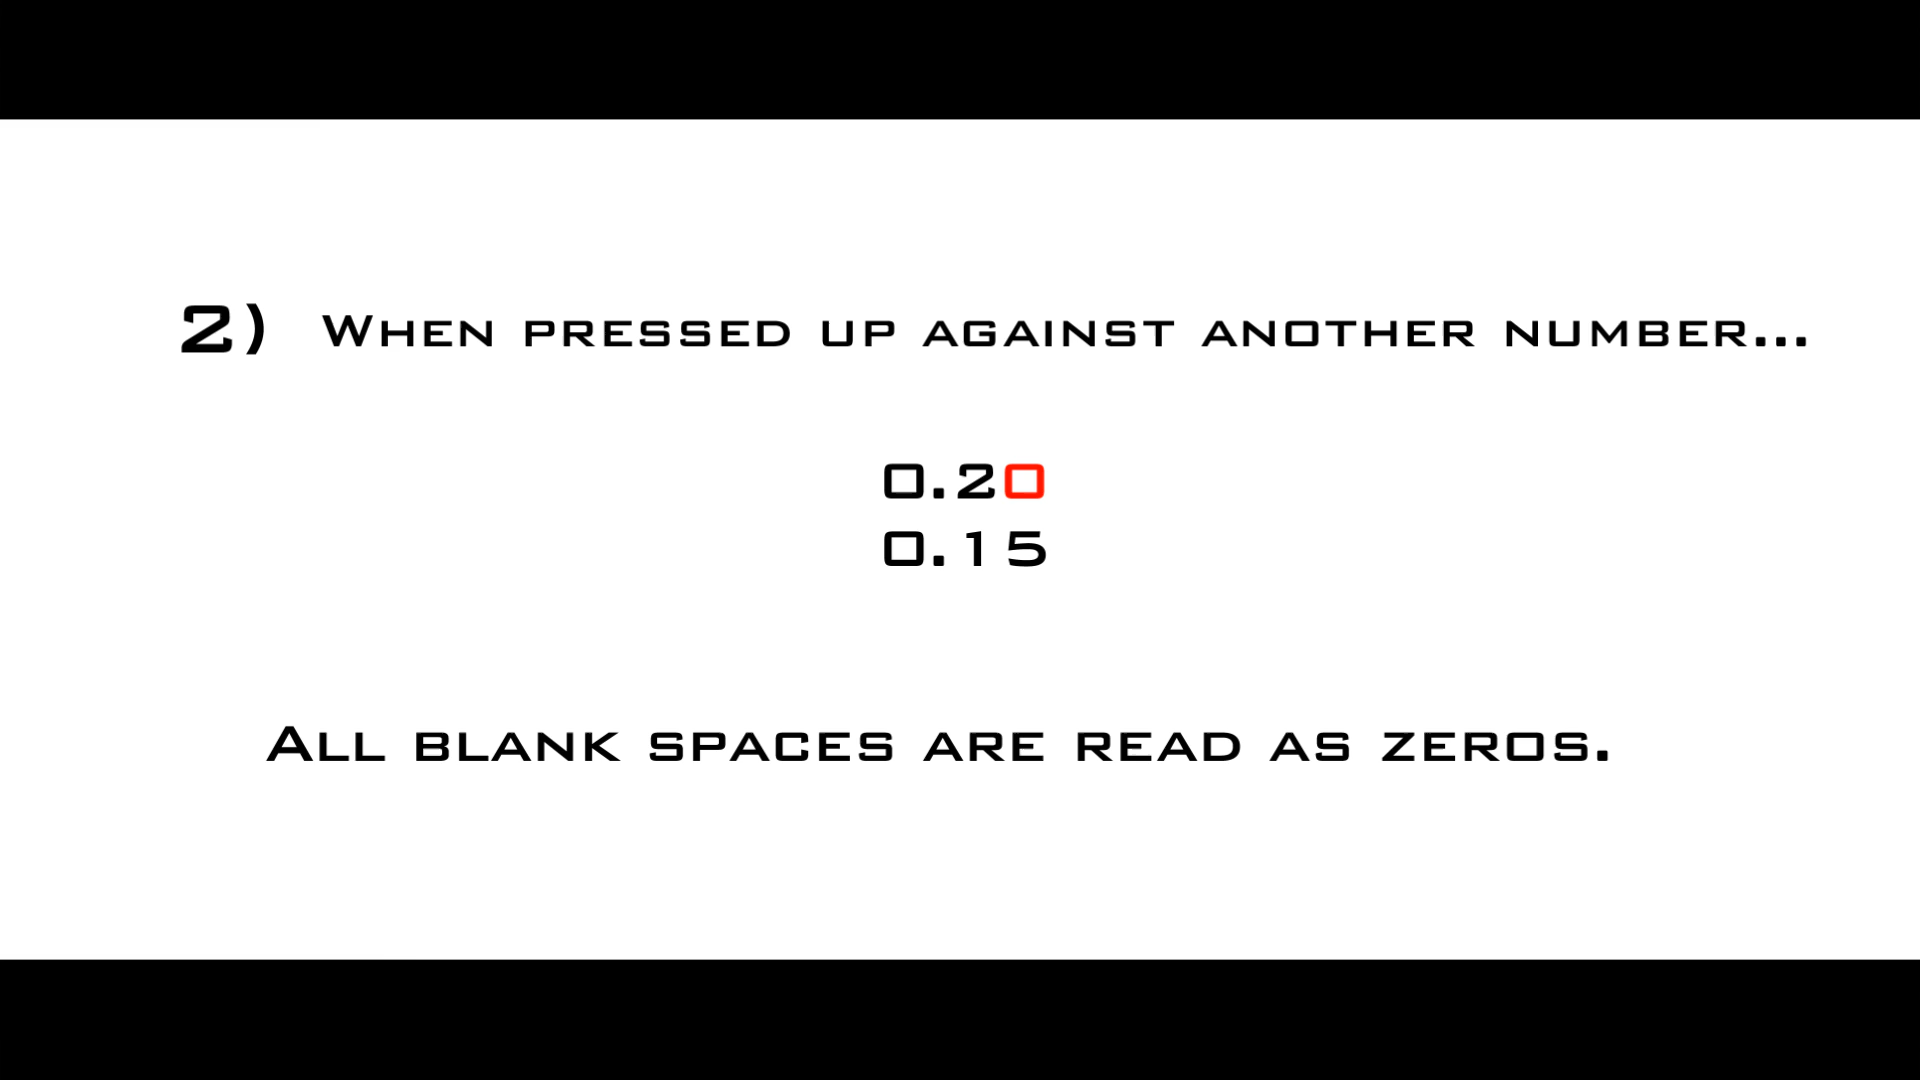 2) When pressed up against another number...
0.20
0.15
All blank spaces are read as zeros.